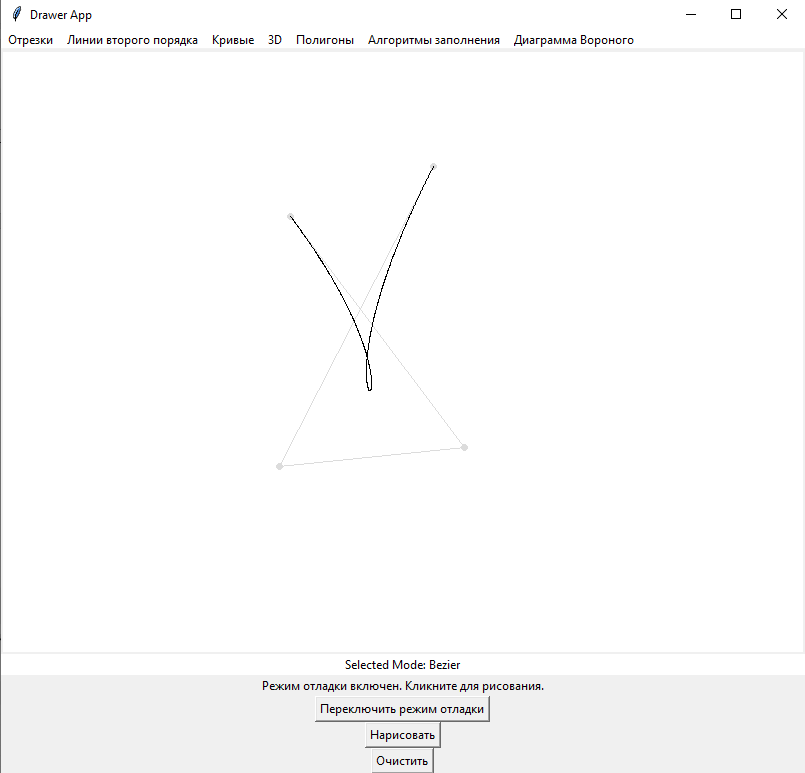 Drawer App
Отрезки Линии второго порядка Кривые 3D Полигоны Алгоритмы заполнения Диаграмма Вороного
Selected Mode: Bezier
Режим отладки включен. Кликните для рисования.
Переключить режим отладки
Нарисовать
Очистить